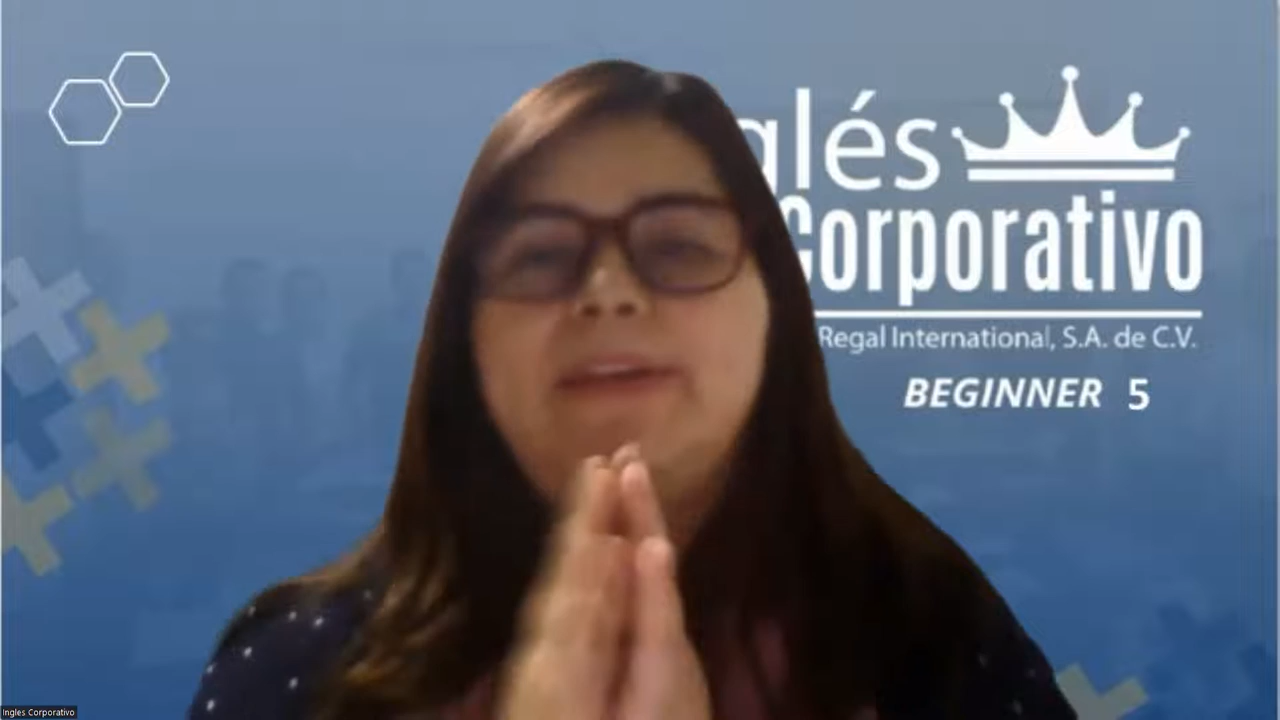 glés
Corporativo
Regal International, S.A. de C.V.
BEGINNER 5
Ingles Corporativo